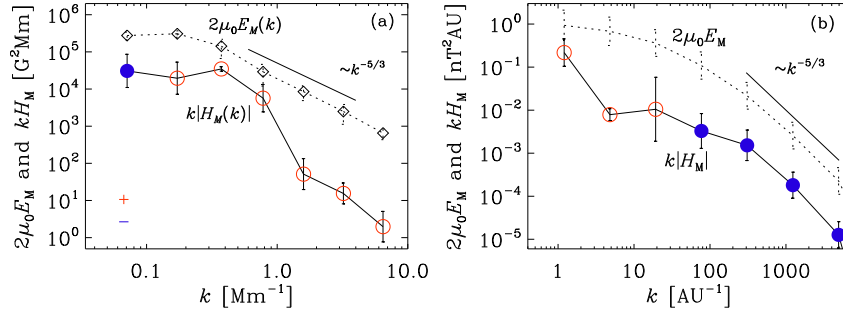 (a)
2μ₀E_M(k)
~k^{-5/3}
k|H_M(k)|
2μ₀E_M and kH_M [G²Mm]
10⁶
10⁵
10⁴
10³
10²
10¹
10⁰
+
−
0.1 1.0 10.0
k [Mm⁻¹]
(b)
2μ₀E_M
~k^{-5/3}
k|H_M|
2μ₀E_M and kH_M [nT²AU]
10⁰
10⁻¹
10⁻²
10⁻³
10⁻⁴
10⁻⁵
1 10 100 1000
k [AU⁻¹]